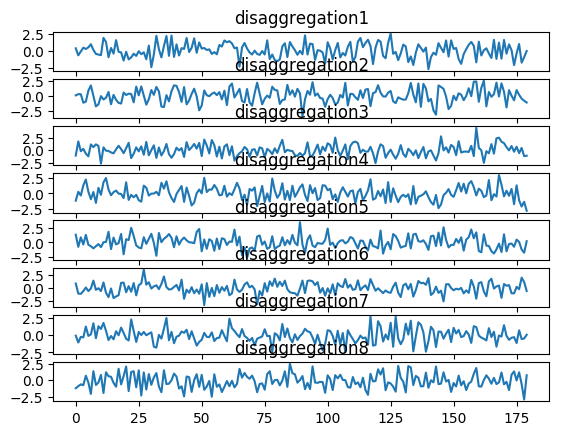 disaggregation1
2.5
0.0
−2.5
disaggregation2
2.5
0.0
−2.5
disaggregation3
2.5
0.0
−2.5
disaggregation4
2.5
0.0
−2.5
disaggregation5
2.5
0.0
−2.5
disaggregation6
2.5
0.0
−2.5
disaggregation7
2.5
0.0
−2.5
disaggregation8
2.5
0.0
−2.5
0 25 50 75 100 125 150 175